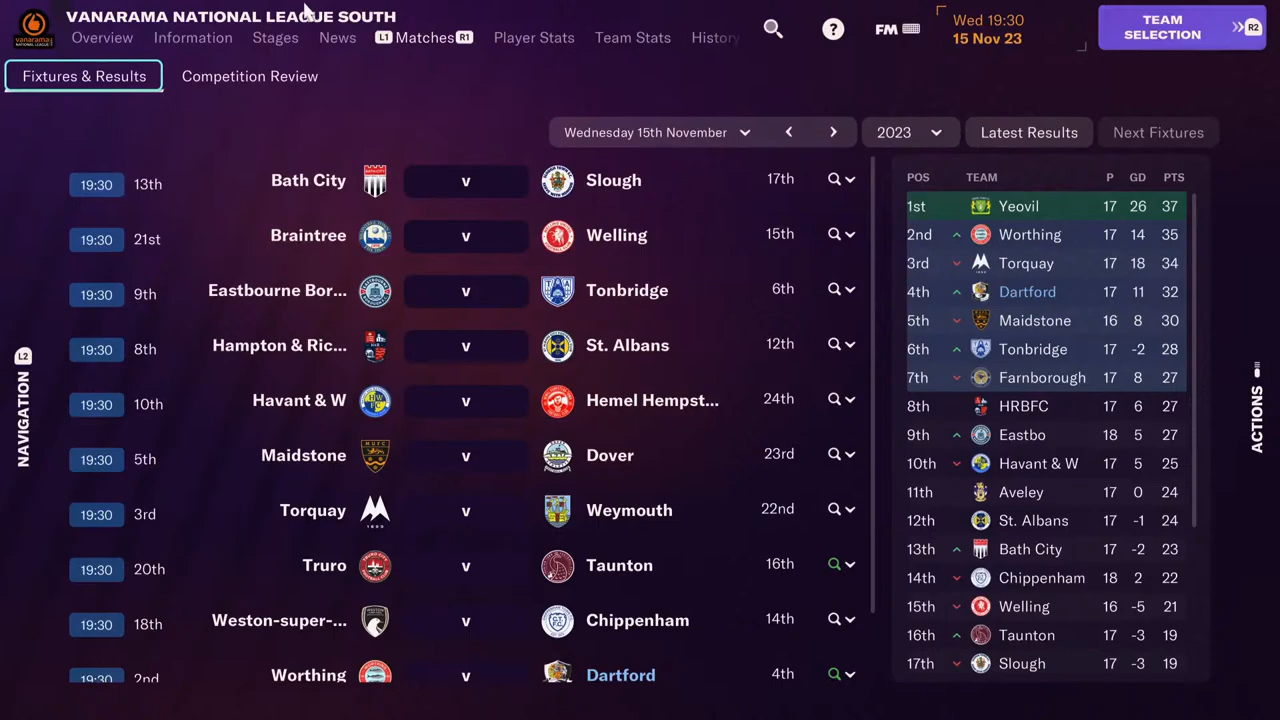 VANARAMA NATIONAL LEAGUE SOUTH
Overview Information Stages News L1 Matches R1 Player Stats Team Stats History
? FM Wed 19:30 15 Nov 23
TEAM SELECTION R2
vanarama
Fixtures & Results Competition Review
Wednesday 15th November < > 2023 Latest Results Next Fixtures
19:30 13th Bath City v Slough 17th
19:30 21st Braintree v Welling 15th
19:30 9th Eastbourne Bor... v Tonbridge 6th
19:30 8th Hampton & Ric... v St. Albans 12th
19:30 10th Havant & W v Hemel Hempst... 24th
19:30 5th Maidstone v Dover 23rd
19:30 3rd Torquay v Weymouth 22nd
19:30 20th Truro v Taunton 16th
19:30 18th Weston-super-... v Chippenham 14th
19:30 2nd Worthing v Dartford 4th
POS TEAM P GD PTS
1st Yeovil 17 26 37
2nd Worthing 17 14 35
3rd Torquay 17 18 34
4th Dartford 17 11 32
5th Maidstone 16 8 30
6th Tonbridge 17 -2 28
7th Farnborough 17 8 27
8th HRBFC 17 6 27
9th Eastbo 18 5 27
10th Havant & W 17 5 25
11th Aveley 17 0 24
12th St. Albans 17 -1 24
13th Bath City 17 -2 23
14th Chippenham 18 2 22
15th Welling 16 -5 21
16th Taunton 17 -3 19
17th Slough 17 -3 19
L2 NAVIGATION
ACTIONS